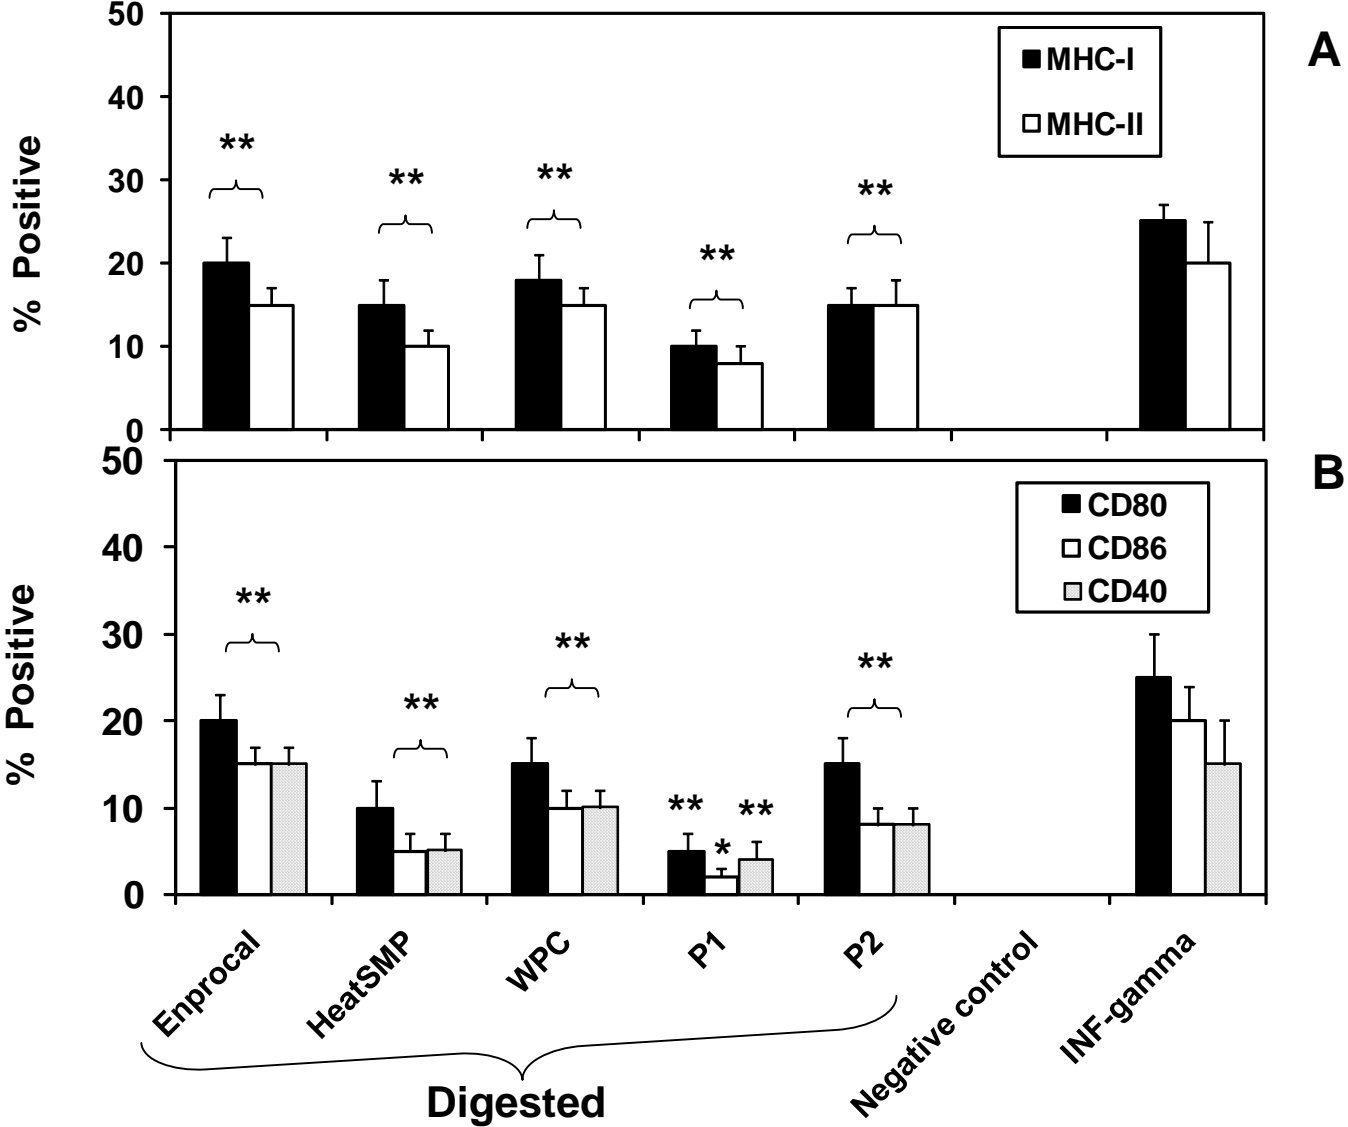 A
% Positive
50
40
30
20
10
0
MHC-I
MHC-II
**
**
**
**
**
B
% Positive
50
40
30
20
10
0
CD80
CD86
CD40
**
**
**
**
*
**
**
Enprocal
HeatSMP
WPC
P1
P2
Negative control
INF-gamma
Digested